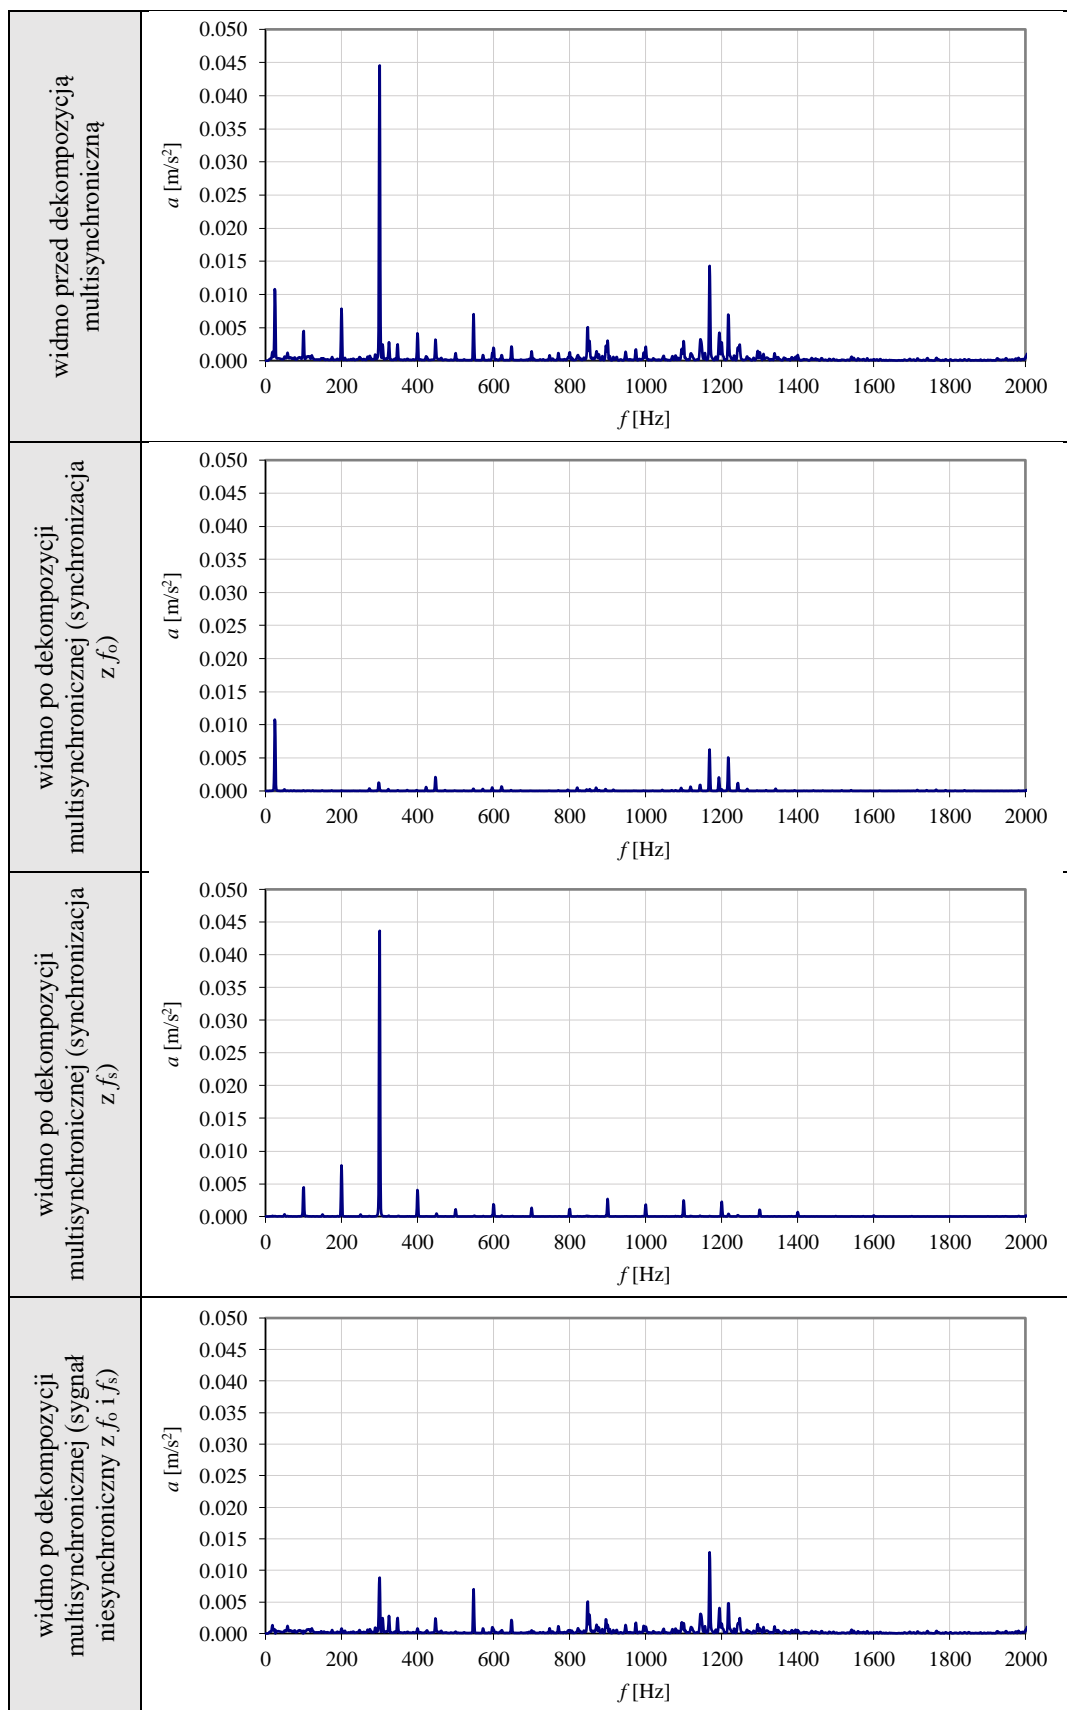 widmo przed dekompozycją
multisynchroniczną
0.050
0.045
0.040
0.035
0.030
0.025
0.020
0.015
0.010
0.005
0.000
a [m/s²]
0 200 400 600 800 1000 1200 1400 1600 1800 2000
f [Hz]
widmo po dekompozycji
multisynchronicznej (synchronizacja
z fo)
0.050
0.045
0.040
0.035
0.030
0.025
0.020
0.015
0.010
0.005
0.000
a [m/s²]
0 200 400 600 800 1000 1200 1400 1600 1800 2000
f [Hz]
widmo po dekompozycji
multisynchronicznej (synchronizacja
z fs)
0.050
0.045
0.040
0.035
0.030
0.025
0.020
0.015
0.010
0.005
0.000
a [m/s²]
0 200 400 600 800 1000 1200 1400 1600 1800 2000
f [Hz]
widmo po dekompozycji
multisynchronicznej (sygnał
niesychroniczny z fo i fs)
0.050
0.045
0.040
0.035
0.030
0.025
0.020
0.015
0.010
0.005
0.000
a [m/s²]
0 200 400 600 800 1000 1200 1400 1600 1800 2000
f [Hz]